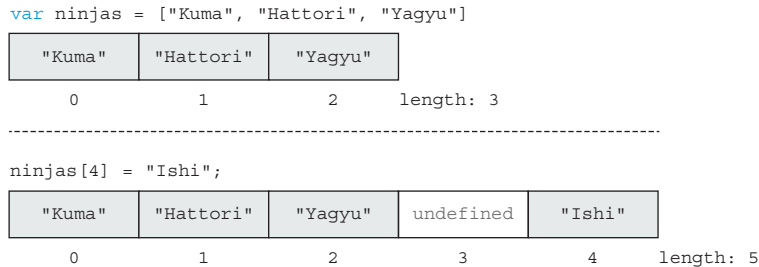 var ninjas = ["Kuma", "Hattori", "Yagyu"]
"Kuma" "Hattori" "Yagyu"
0 1 2 length: 3
ninjas[4] = "Ishi";
"Kuma" "Hattori" "Yagyu" undefined "Ishi"
0 1 2 3 4 length: 5